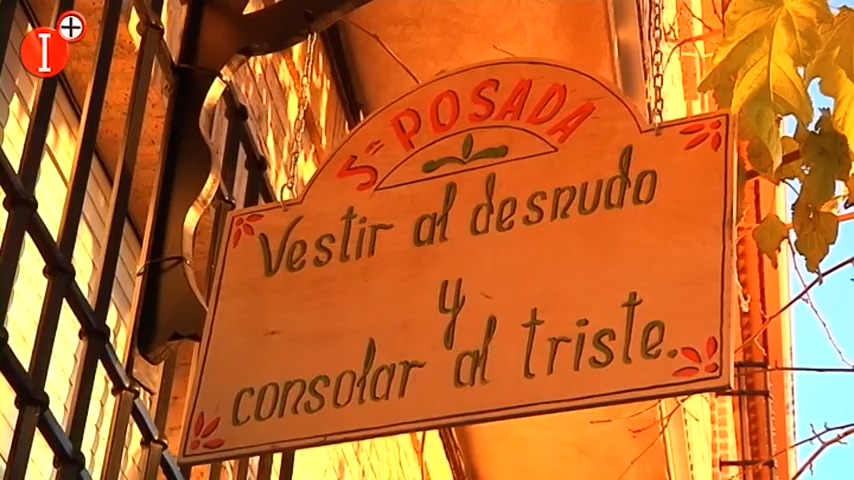 I+
5ª POSADA
Vestir al desnudo
y
consolar al triste.